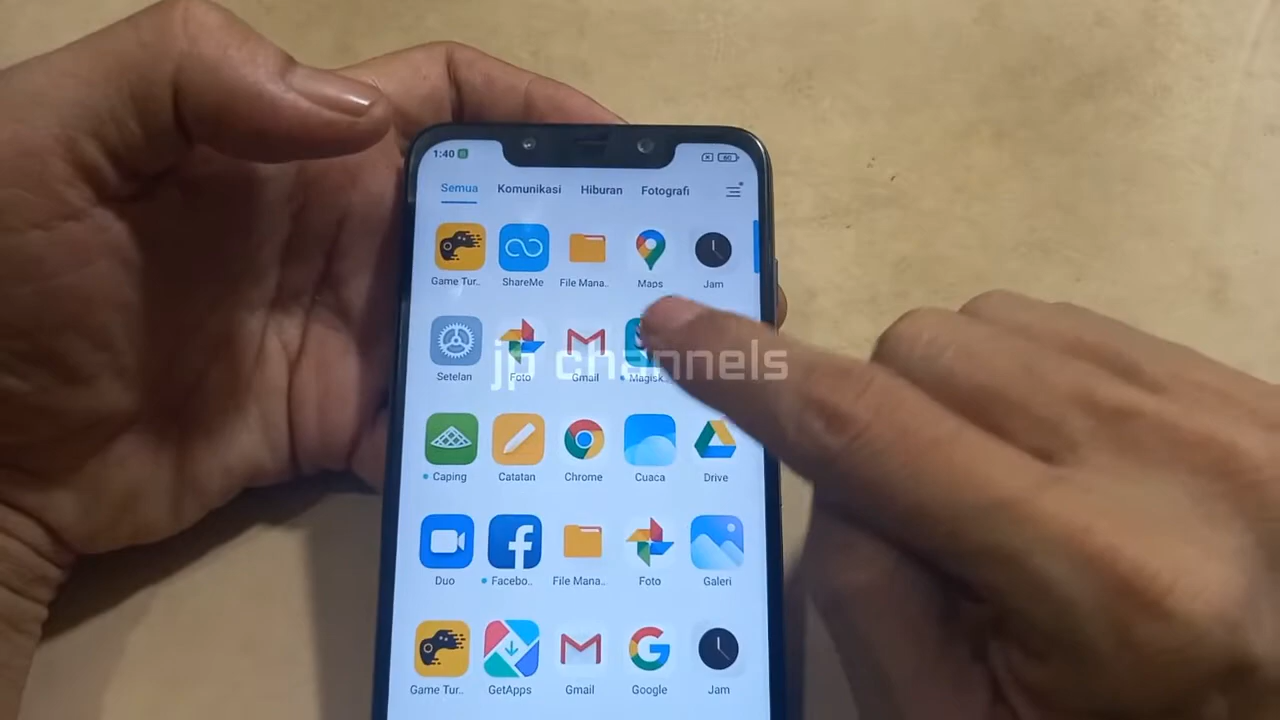 1:40
60
Semua Komunikasi Hiburan Fotografi
Game Tur.. ShareMe File Mana.. Maps Jam
Setelan Foto Gmail Magisk..
jp channels
Caping Catatan Chrome Cuaca Drive
Duo Facebo.. File Mana.. Foto Galeri
Game Tur.. GetApps Gmail Google Jam